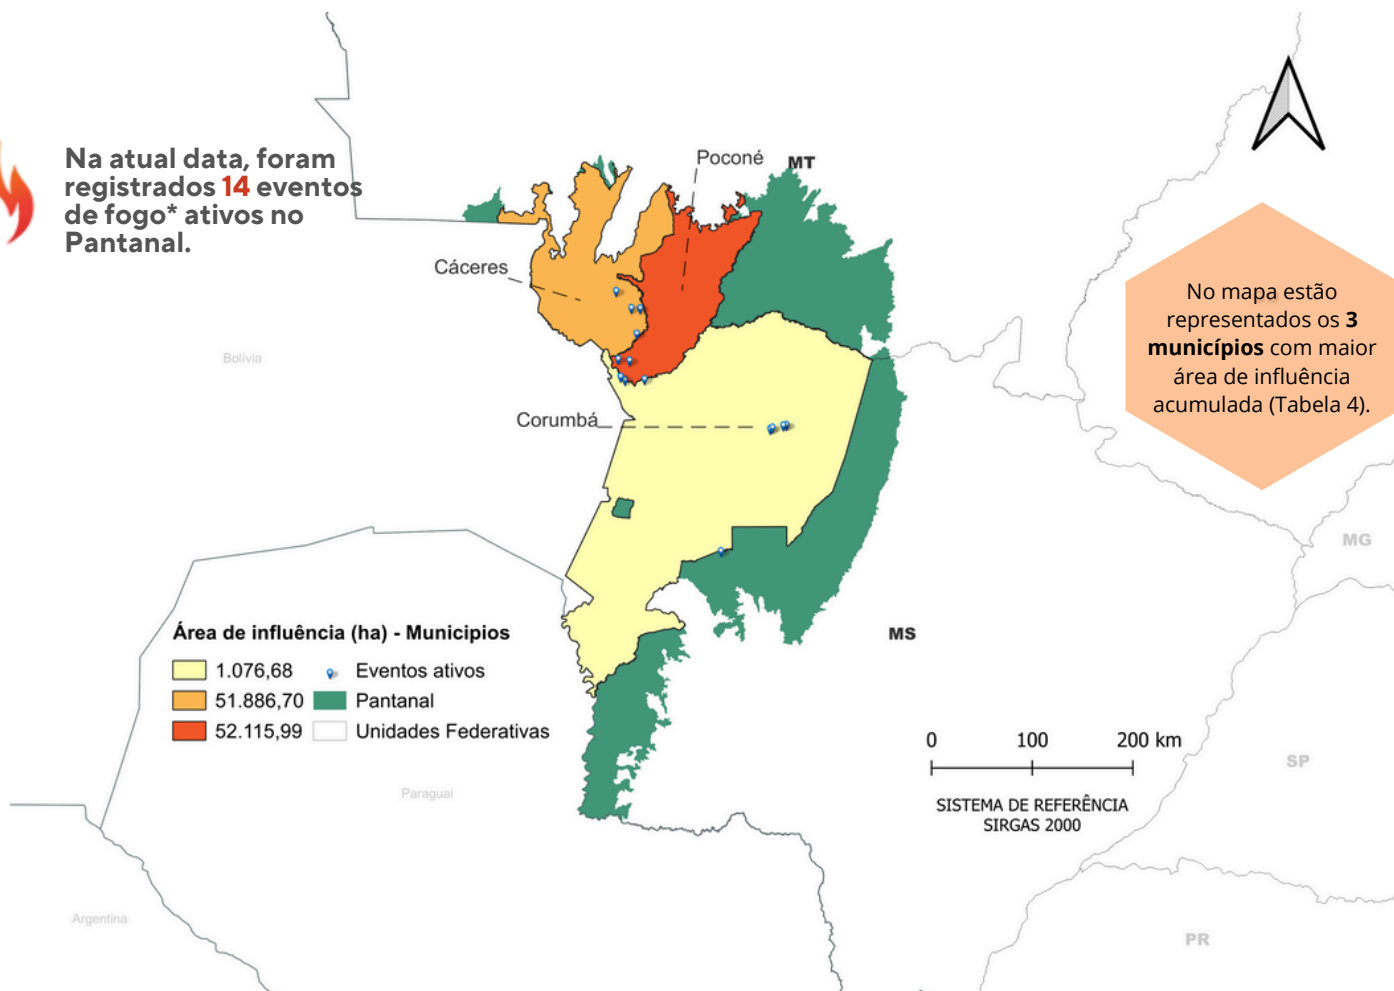 Na atual data, foram
registrados 14 eventos
de fogo* ativos no
Pantanal.
Poconé
MT
Cáceres
No mapa estão
representados os 3
municípios com maior
área de influência
acumulada (Tabela 4).
Bolívia
Corumbá
MG
Área de influência (ha) - Municipios
1.076,68
Eventos ativos
51.886,70
Pantanal
52.115,99
Unidades Federativas
MS
0 100 200 km
SISTEMA DE REFERÊNCIA
SIRGAS 2000
SP
Paraguai
Argentina
PR